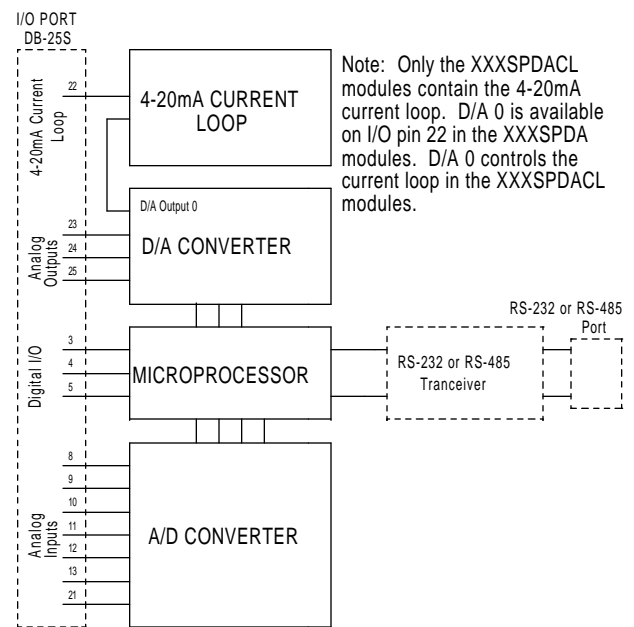 I/O PORT
DB-25S
4-20mA Current
Loop
22
4-20mA CURRENT
LOOP
Note: Only the XXXSPDACL
modules contain the 4-20mA
current loop. D/A 0 is available
on I/O pin 22 in the XXXSPDA
modules. D/A 0 controls the
current loop in the XXXSPDACL
modules.
D/A Output 0
D/A CONVERTER
Analog
Outputs
23
24
25
Digital I/O
3
4
5
MICROPROCESSOR
RS-232 or RS-485
Tranceiver
RS-232 or RS-485
Port
Analog
Inputs
8
9
10
11
12
13
21
A/D CONVERTER